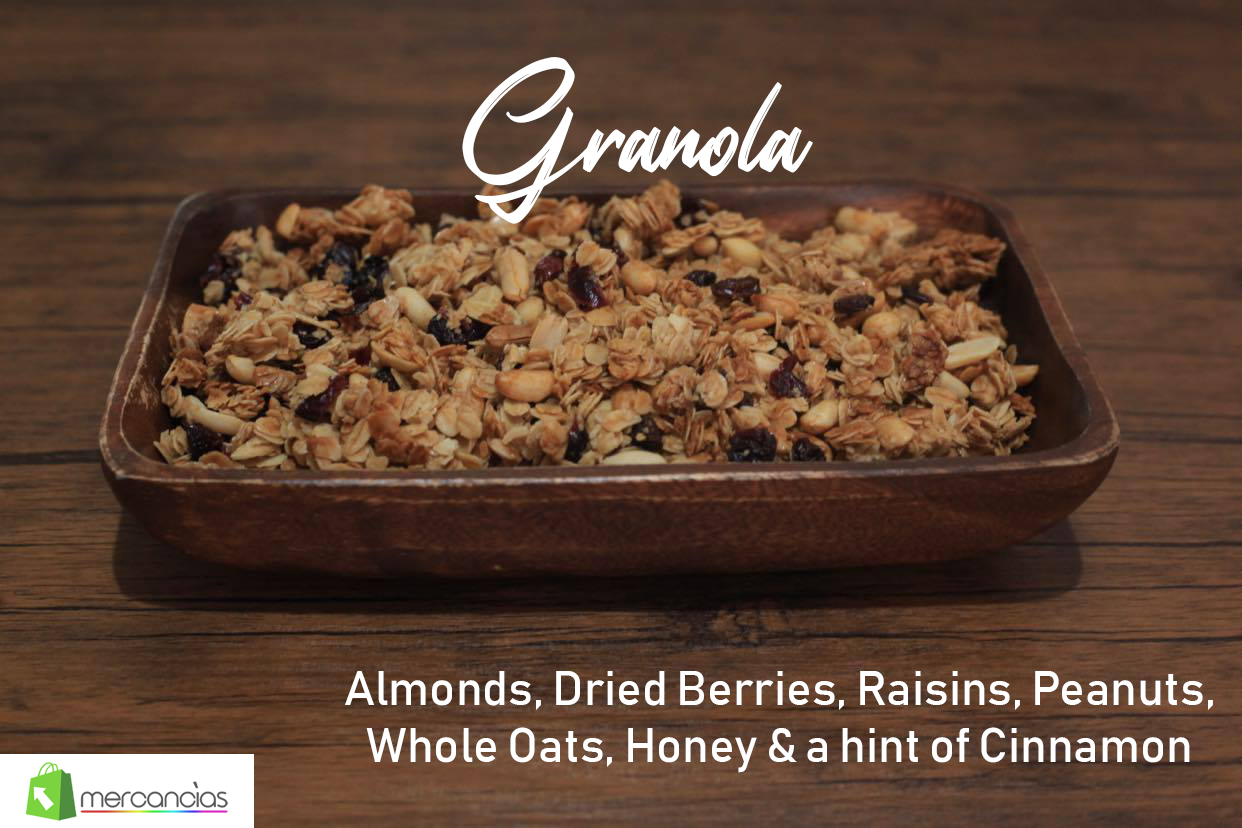 Granola
Almonds, Dried Berries, Raisins, Peanuts,
Whole Oats, Honey & a hint of Cinnamon
mercancìas